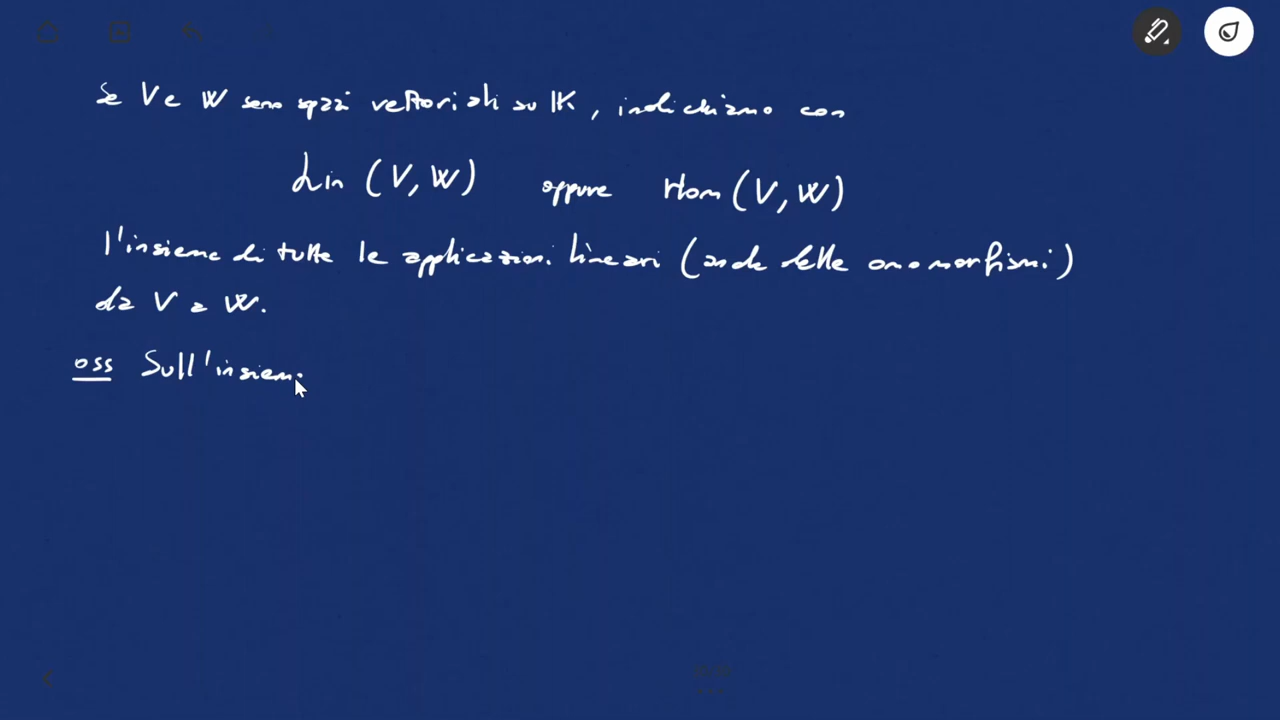 Se V e W sono spazi vettoriali su K, indichiamo con
Lin (V, W) oppure Hom (V, W)
l'insieme di tutte le applicazioni lineari (anche dette omomorfismi)
da V a W.
oss Sull'insieme